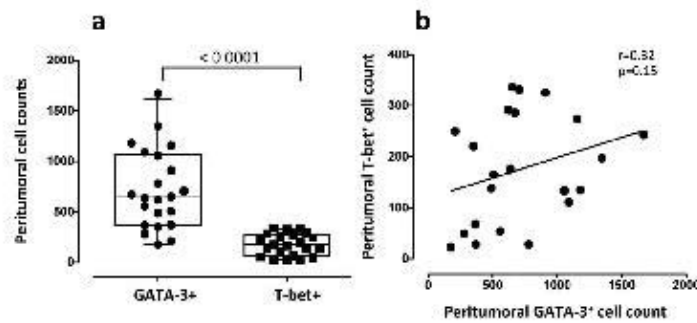 a
Peritumoral cell counts
2000
1500
1000
500
0
< 0.0001
GATA-3+
T-bet+
b
Peritumoral T-bet⁺ cell count
400
300
200
100
0
r=0.32
p=0.15
0
500
1000
1500
2000
Peritumoral GATA-3⁺ cell count